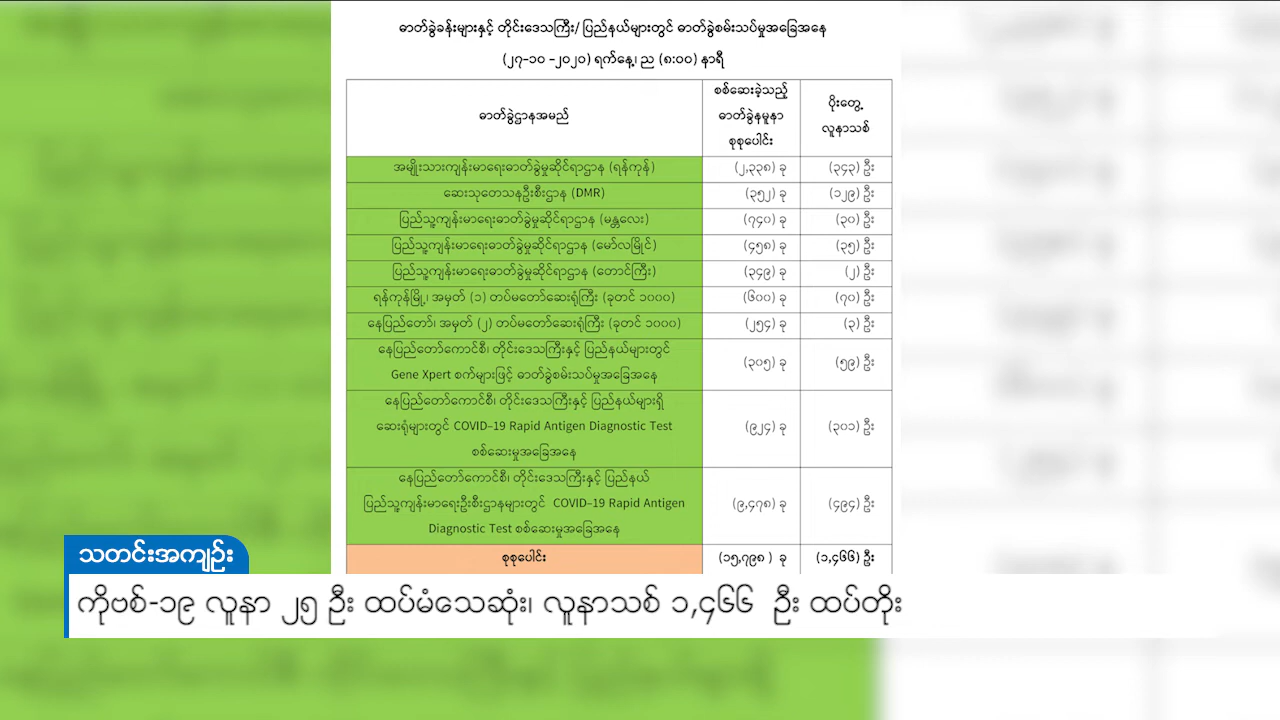 ဓာတ်ခွဲခန်းများနှင့် တိုင်းဒေသကြီး/ ပြည်နယ်များတွင် ဓာတ်ခွဲစမ်းသပ်မှုအခြေအနေ
(၂၇-၁၀ -၂၀၂၀) ရက်နေ့၊ ည (၈:၀၀) နာရီ
ဓာတ်ခွဲဌာနအမည်
စစ်ဆေးခဲ့သည့်
ဓာတ်ခွဲနမူနာ
စုစုပေါင်း
ပိုးတွေ့
လူနာသစ်
အမျိုးသားကျန်းမာရေးဓာတ်ခွဲမှုဆိုင်ရာဌာန (ရန်ကုန်) (၂,၃၃၈) ခု (၃၄၃) ဦး
ဆေးသုတေသနဦးစီးဌာန (DMR) (၃၅၂) ခု (၁၂၉) ဦး
ပြည်သူ့ကျန်းမာရေးဓာတ်ခွဲမှုဆိုင်ရာဌာန (မန္တလေး) (၇၄၀) ခု (၃၀) ဦး
ပြည်သူ့ကျန်းမာရေးဓာတ်ခွဲမှုဆိုင်ရာဌာန (မော်လမြိုင်) (၄၅၈) ခု (၃၅) ဦး
ပြည်သူ့ကျန်းမာရေးဓာတ်ခွဲမှုဆိုင်ရာဌာန (တောင်ကြီး) (၃၄၉) ခု (၂) ဦး
ရန်ကုန်မြို့၊ အမှတ် (၁) တပ်မတော်ဆေးရုံကြီး (ခုတင် ၁၀၀၀) (၆၀၀) ခု (၇၀) ဦး
နေပြည်တော်၊ အမှတ် (၂) တပ်မတော်ဆေးရုံကြီး (ခုတင် ၁၀၀၀) (၂၅၄) ခု (၃) ဦး
နေပြည်တော်ကောင်စီ၊ တိုင်းဒေသကြီးနှင့် ပြည်နယ်များတွင်
Gene Xpert စက်များဖြင့် ဓာတ်ခွဲစမ်းသပ်မှုအခြေအနေ
(၃၀၅) ခု (၅၉) ဦး
နေပြည်တော်ကောင်စီ၊ တိုင်းဒေသကြီးနှင့် ပြည်နယ်များရှိ
ဆေးရုံများတွင် COVID-19 Rapid Antigen Diagnostic Test
စစ်ဆေးမှုအခြေအနေ
(၉၂၄) ခု (၃၀၁) ဦး
နေပြည်တော်ကောင်စီ၊ တိုင်းဒေသကြီးနှင့် ပြည်နယ်
ပြည်သူ့ကျန်းမာရေးဦးစီးဌာနများတွင် COVID-19 Rapid Antigen
Diagnostic Test စစ်ဆေးမှုအခြေအနေ
(၉,၄၇၈) ခု (၄၉၄) ဦး
စုစုပေါင်း (၁၅,၇၉၈ ) ခု (၁,၄၆၆) ဦး
သတင်းအကျဉ်း
ကိုဗစ်-၁၉ လူနာ ၂၅ ဦး ထပ်မံသေဆုံး၊ လူနာသစ် ၁,၄၆၆ ဦး ထပ်တိုး